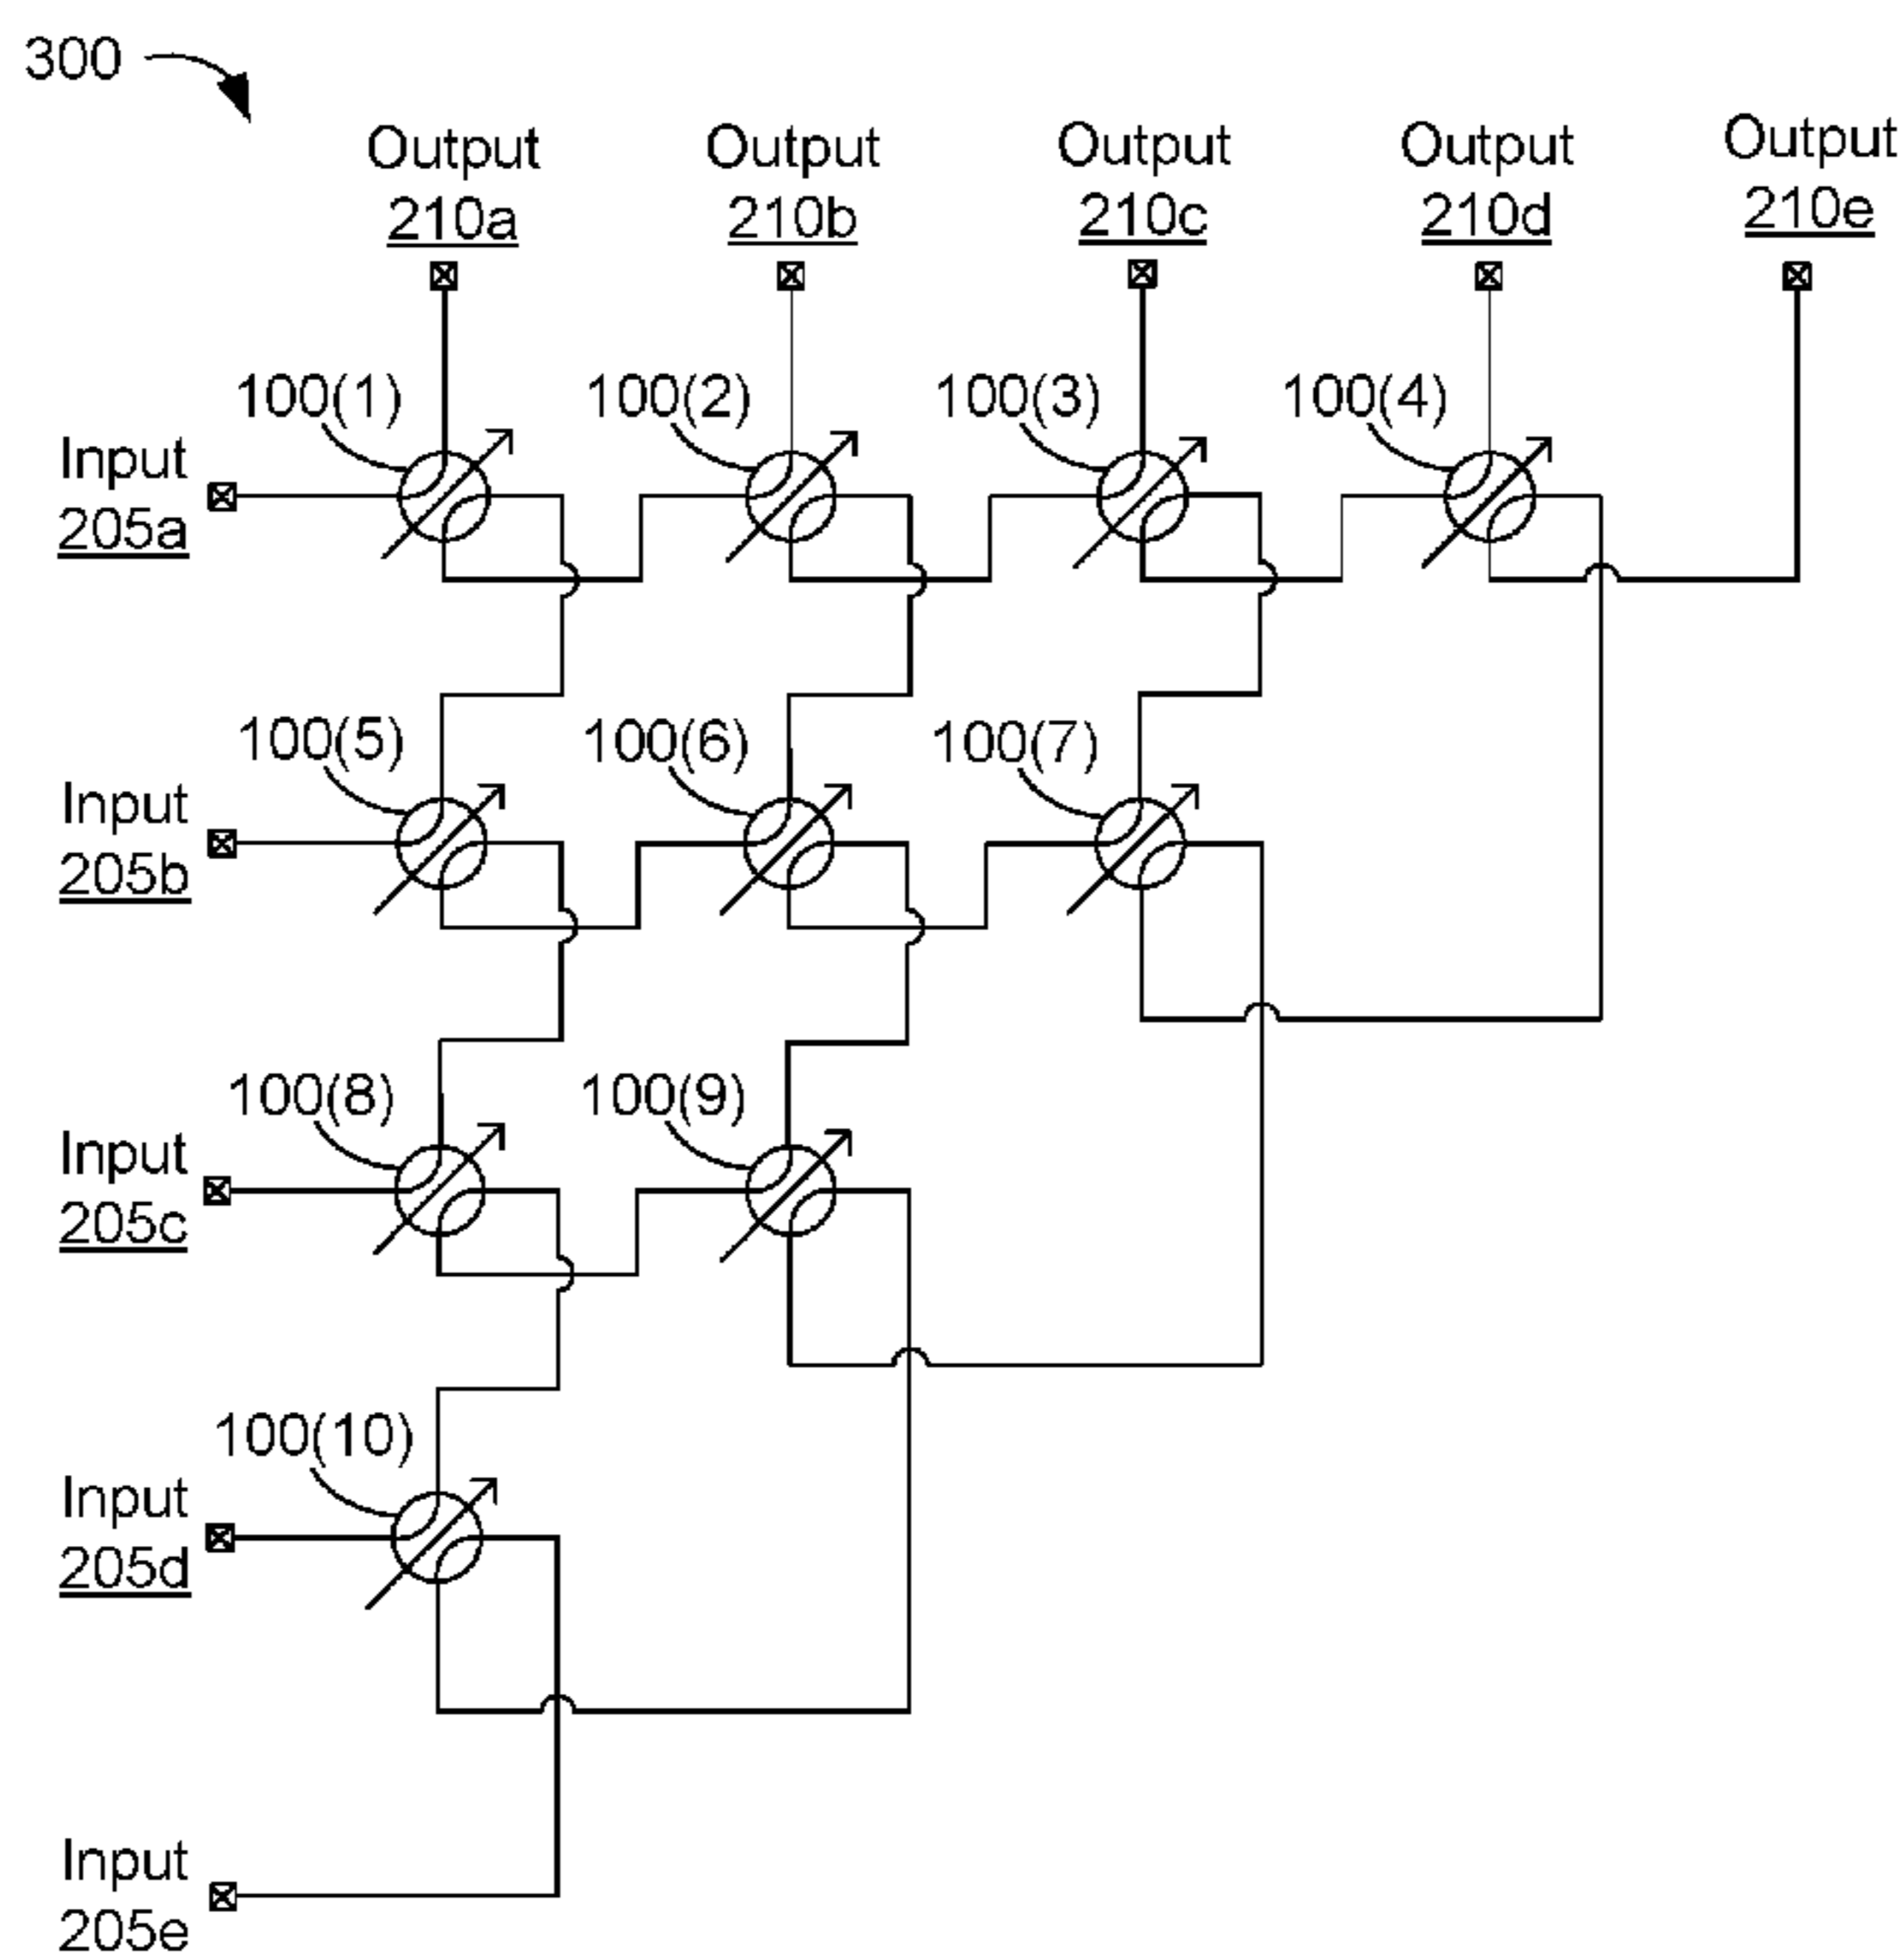 300
Output
210a
Output
210b
Output
210c
Output
210d
Output
210e
100(1)
100(2)
100(3)
100(4)
Input
205a
100(5)
100(6)
100(7)
Input
205b
100(8)
100(9)
Input
205c
100(10)
Input
205d
Input
205e